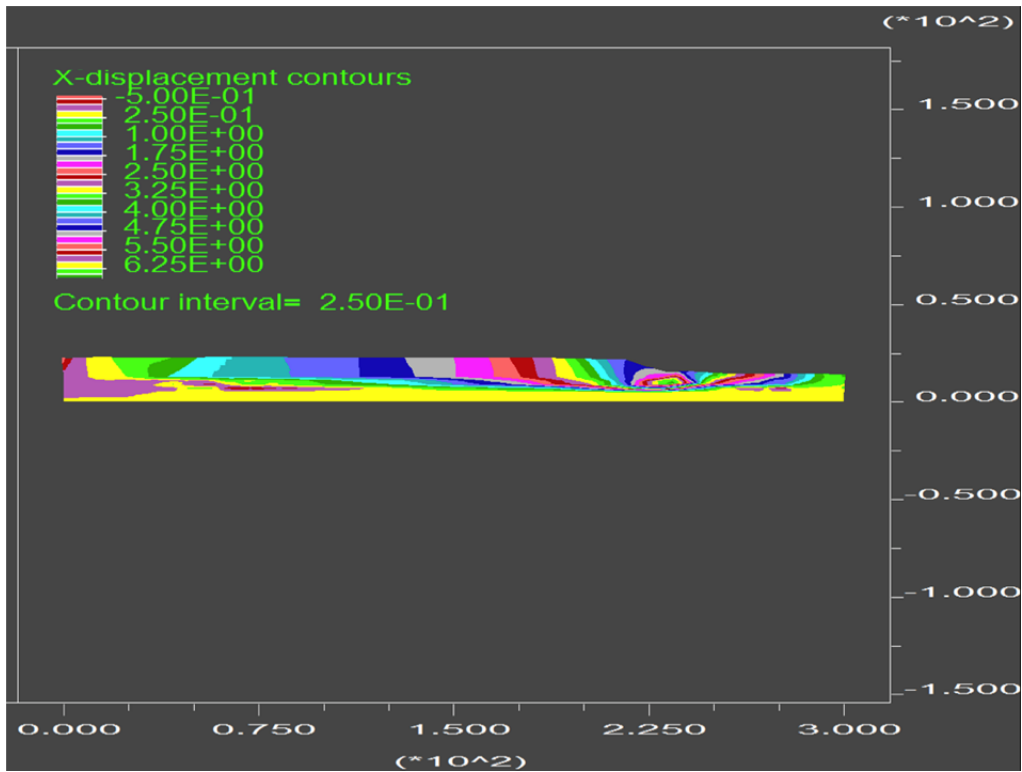 (*10^2)
X-displacement contours
-5.00E-01
2.50E-01
1.00E+00
1.75E+00
2.50E+00
3.25E+00
4.00E+00
4.75E+00
5.50E+00
6.25E+00
Contour interval= 2.50E-01
1.500
1.000
0.500
0.000
-0.500
-1.000
-1.500
0.000 0.750 1.500 2.250 3.000
(*10^2)